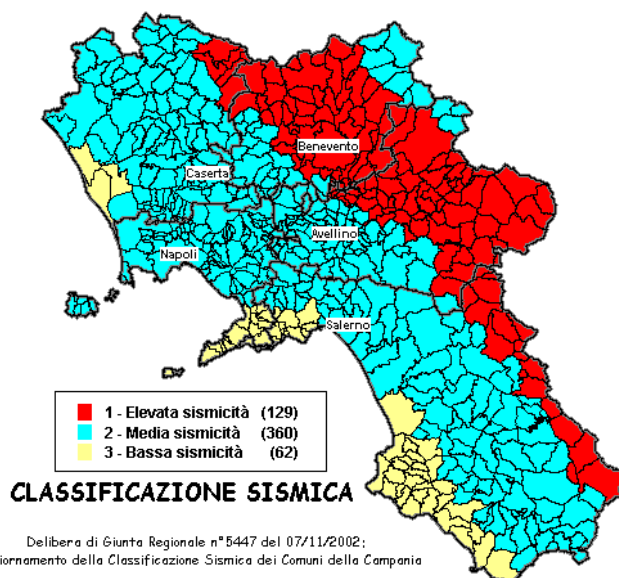 Benevento
Caserta
Avellino
Napoli
Salerno
1 - Elevata sismicità (129)
2 - Media sismicità (360)
3 - Bassa sismicità (62)
CLASSIFICAZIONE SISMICA
Delibera di Giunta Regionale n°5447 del 07/11/2002;
iornamento della Classificazione Sismica dei Comuni della Campania